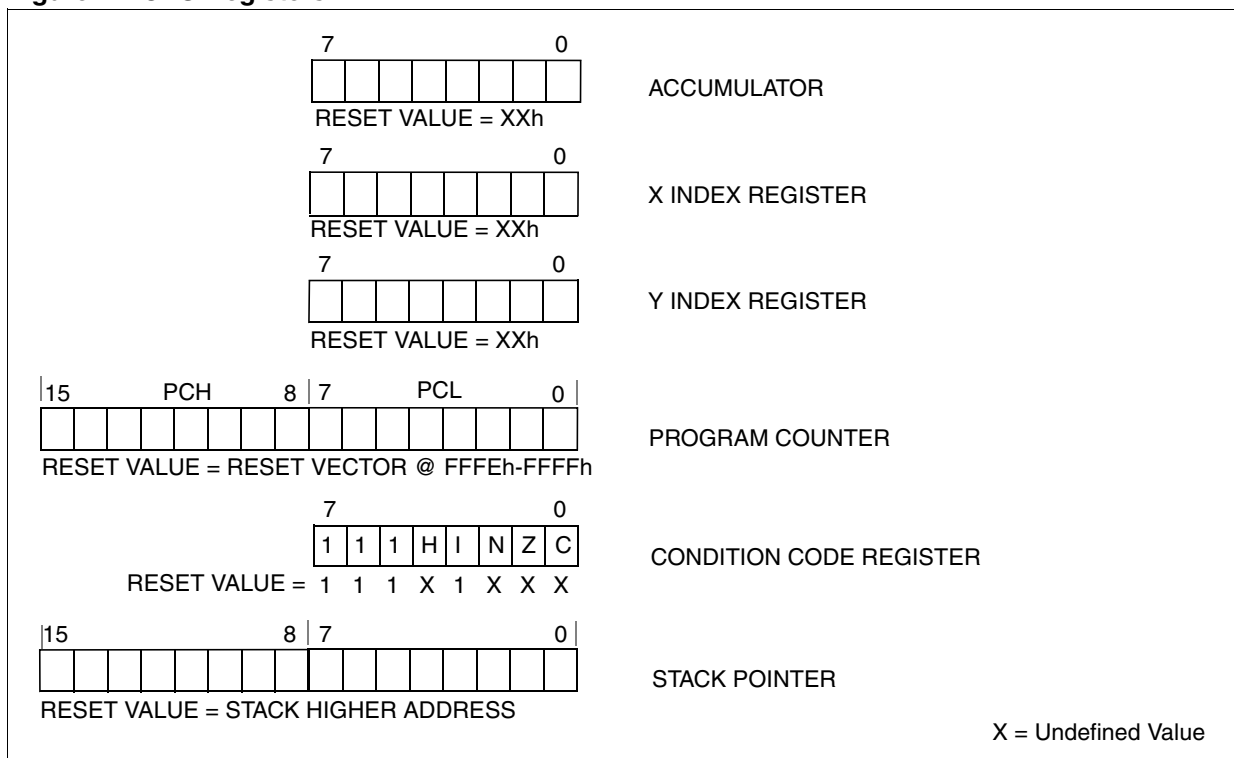 7 0
ACCUMULATOR
RESET VALUE = XXh
7 0
X INDEX REGISTER
RESET VALUE = XXh
7 0
Y INDEX REGISTER
RESET VALUE = XXh
15 PCH 8 7 PCL 0
PROGRAM COUNTER
RESET VALUE = RESET VECTOR @ FFFEh-FFFFh
7 0
1 1 1 H I N Z C
CONDITION CODE REGISTER
RESET VALUE = 1 1 1 X 1 X X X
15 8 7 0
STACK POINTER
RESET VALUE = STACK HIGHER ADDRESS
X = Undefined Value